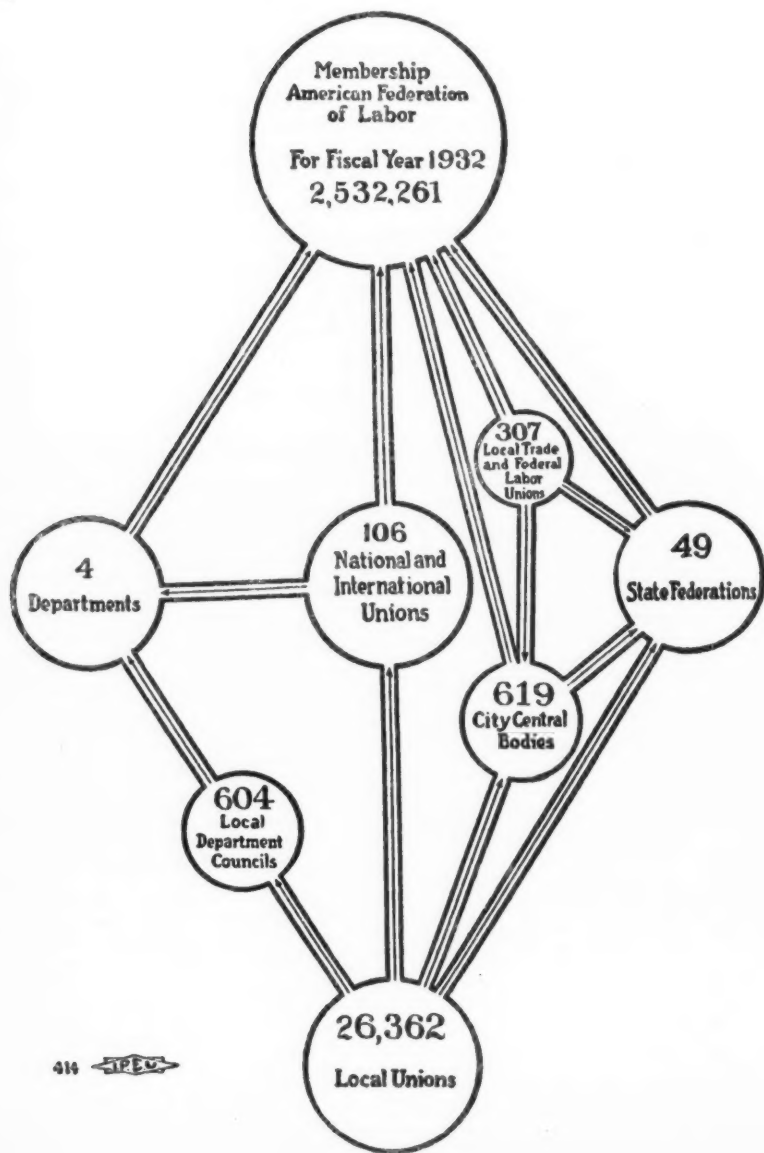 Membership
American Federation
of Labor
For Fiscal Year 1932
2,532,261
307
Local Trade
and Federal
Labor
Unions
4
Departments
106
National and
International
Unions
49
State Federations
619
City Central
Bodies
604
Local
Department
Councils
26,362
Local Unions
414 I.P.E.U.